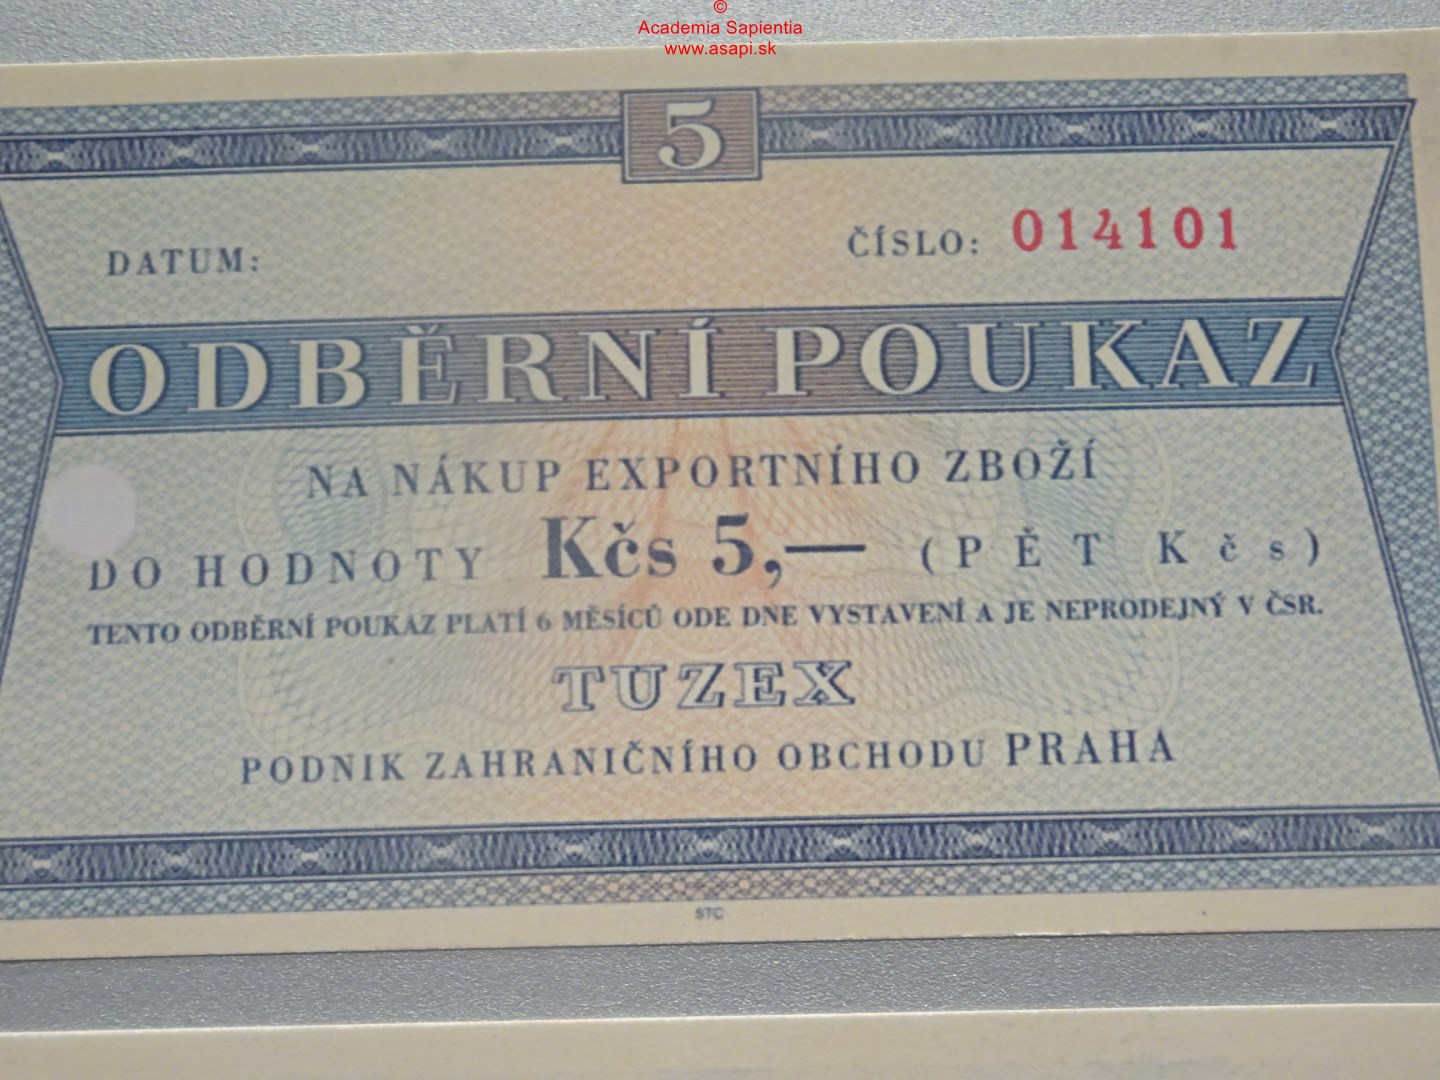 ©
Academia Sapientia
www.asapi.sk
5
DATUM:
ČÍSLO: 014101
ODBĚRNÍ POUKAZ
NA NÁKUP EXPORTNÍHO ZBOŽÍ
DO HODNOTY Kčs 5,— (PĚT Kčs)
TENTO ODBĚRNÍ POUKAZ PLATÍ 6 MĚSÍCŮ ODE DNE VYSTAVENÍ A JE NEPRODEJNÝ V ČSR.
TUZEX
PODNIK ZAHRANIČNÍHO OBCHODU PRAHA
STC